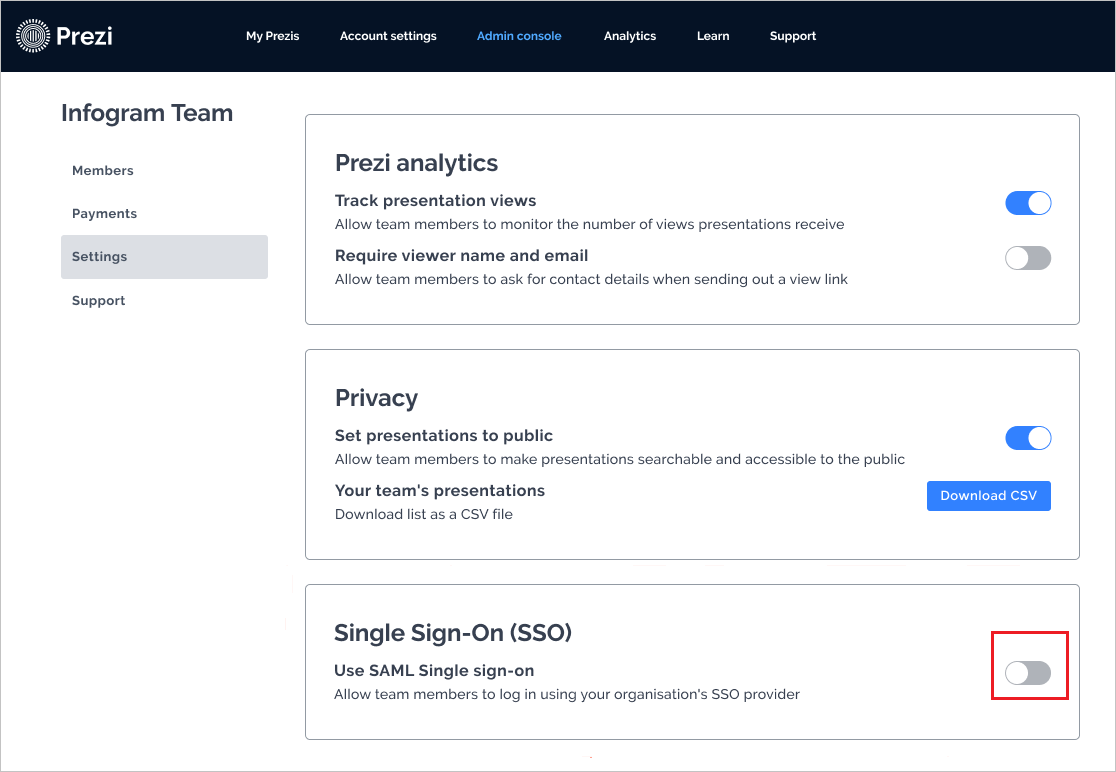 Prezi
My Prezis
Account settings
Admin console
Analytics
Learn
Support
Infogram Team
Members
Payments
Settings
Support
Prezi analytics
Track presentation views
Allow team members to monitor the number of views presentations receive
Require viewer name and email
Allow team members to ask for contact details when sending out a view link
Privacy
Set presentations to public
Allow team members to make presentations searchable and accessible to the public
Your team's presentations
Download list as a CSV file
Download CSV
Single Sign-On (SSO)
Use SAML Single sign-on
Allow team members to log in using your organisation's SSO provider